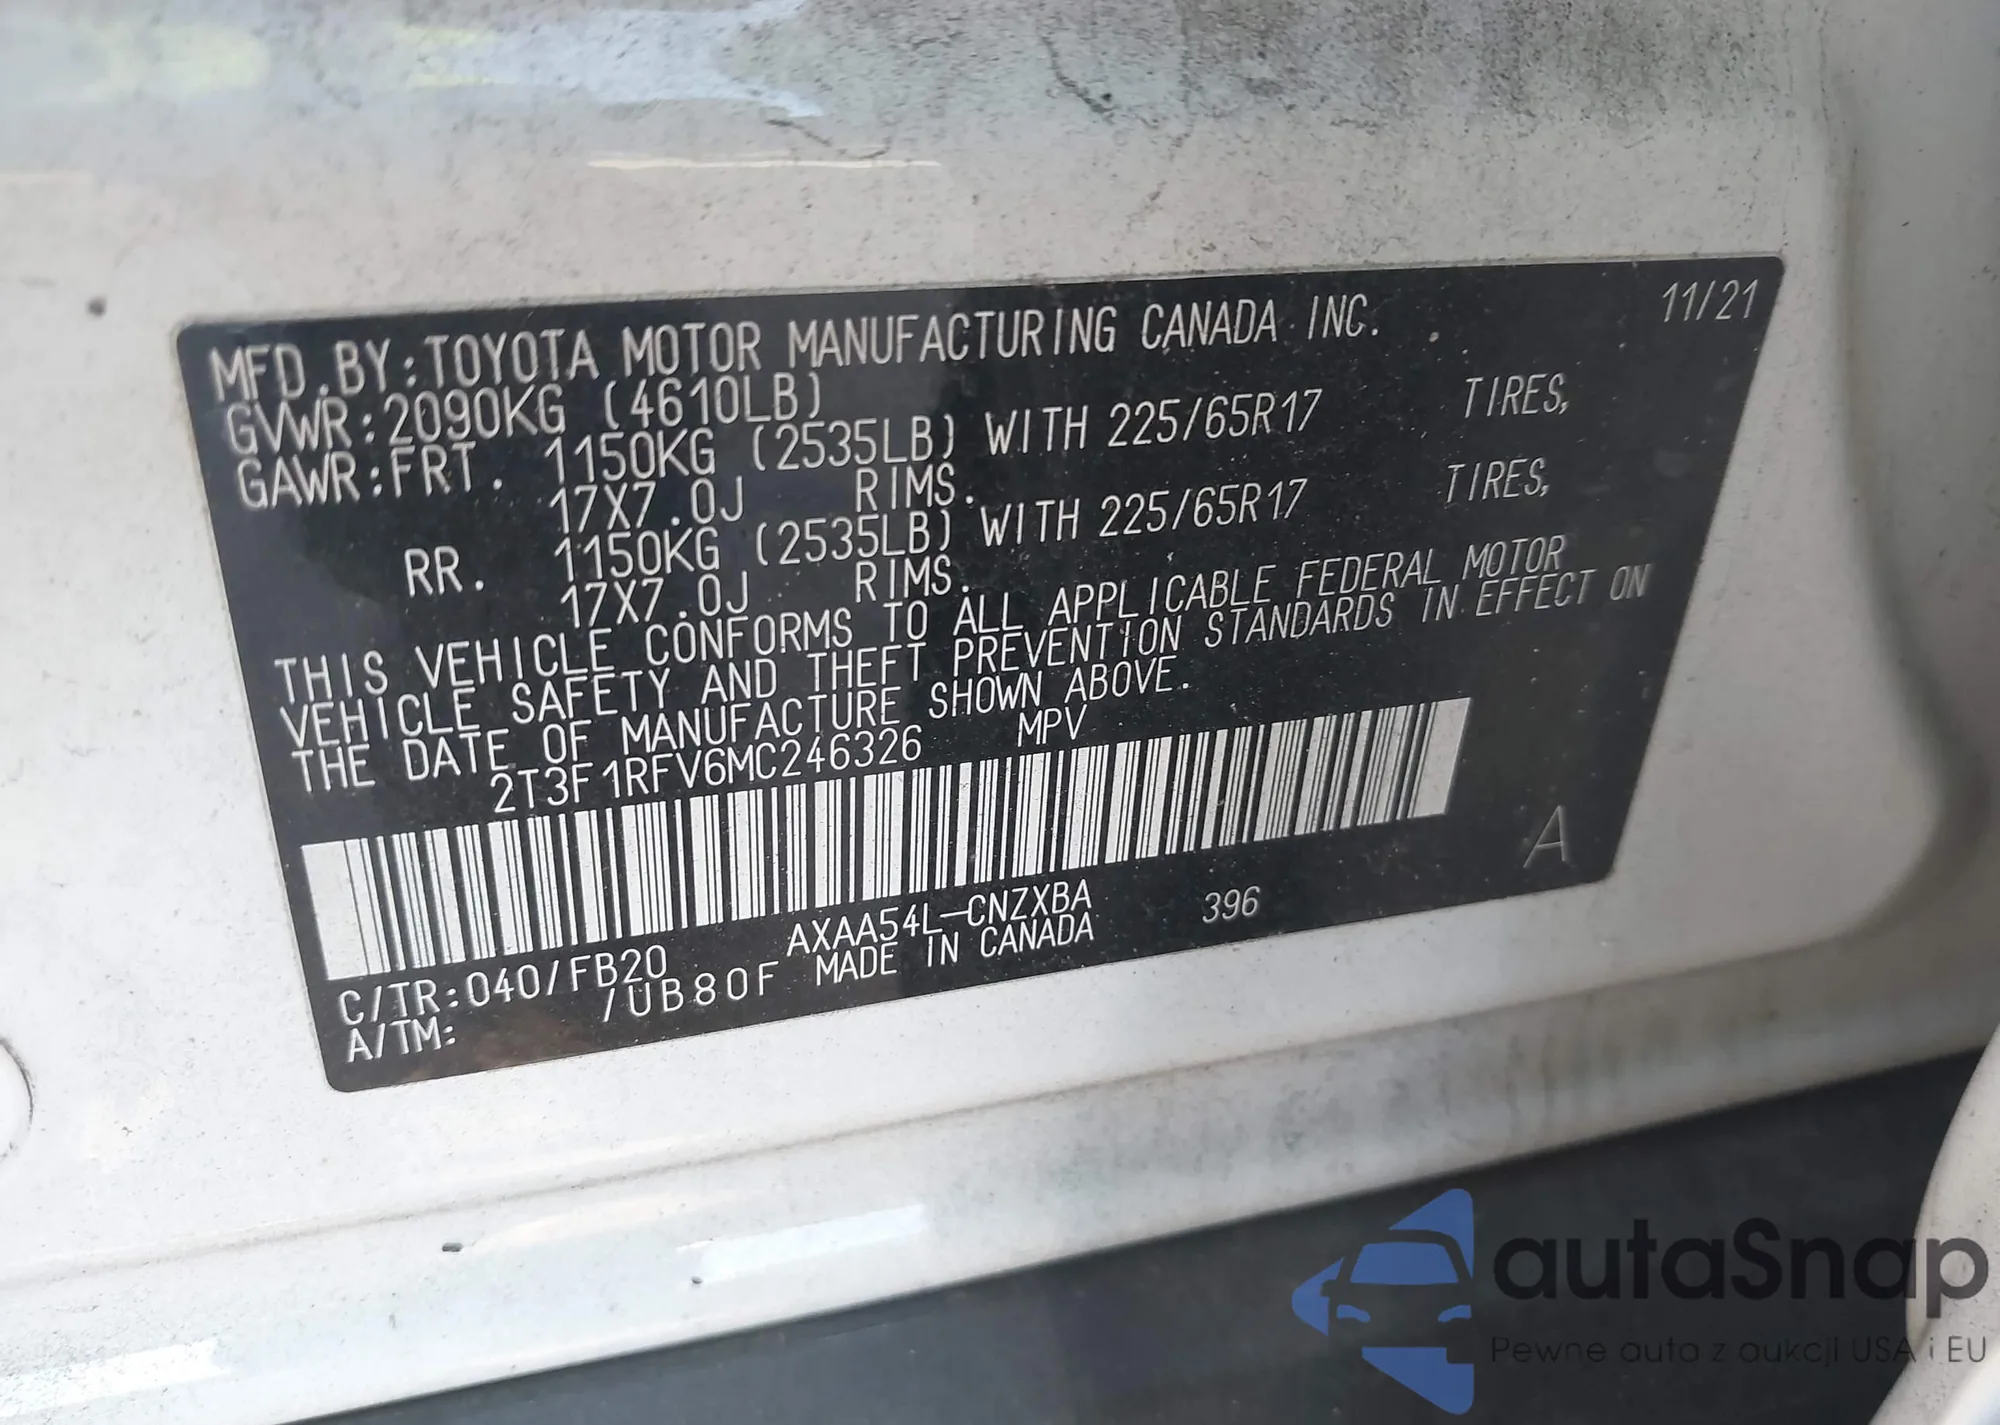 11/21
MFD.BY:TOYOTA MOTOR MANUFACTURING CANADA INC.
GVWR:2090KG (4610LB)
GAWR:FRT. 1150KG (2535LB) WITH 225/65R17 TIRES,
17X7.0J RIMS.
RR. 1150KG (2535LB) WITH 225/65R17 TIRES,
17X7.0J RIMS.
THIS VEHICLE CONFORMS TO ALL APPLICABLE FEDERAL MOTOR
VEHICLE SAFETY AND THEFT PREVENTION STANDARDS IN EFFECT ON
THE DATE OF MANUFACTURE SHOWN ABOVE.
2T3F1RFV6MC246326 MPV
A
C/TR:040/FB20 AXAA54L-CNZXBA 396
A/TM: /UB80F MADE IN CANADA
autaSnap
Pewne auta z aukcji USA i EU